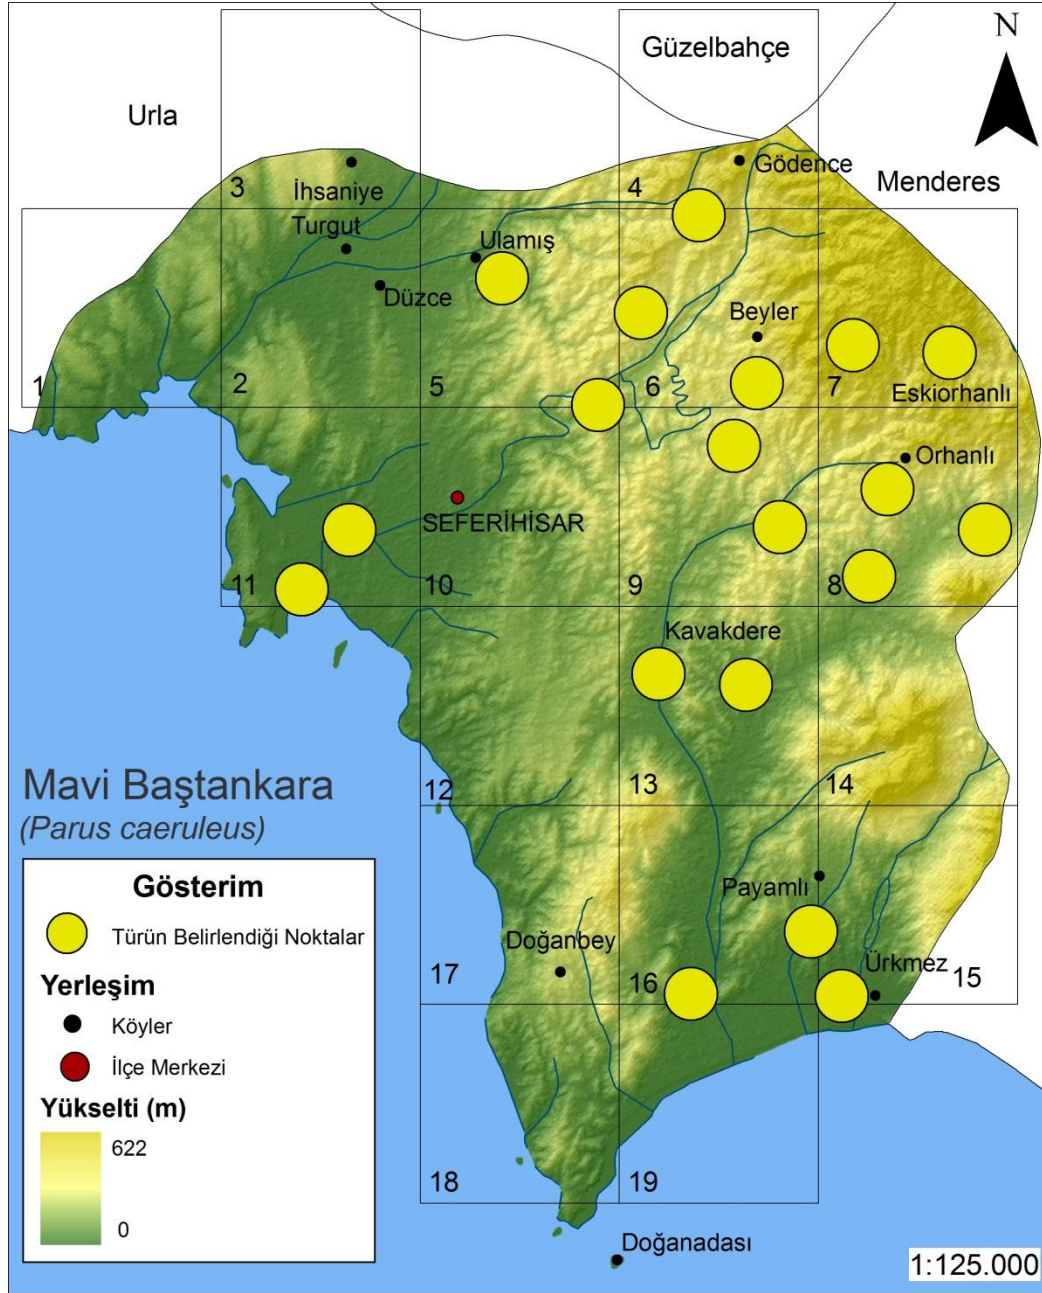 N
Güzelbahçe
Urla
Gödence
Menderes
3
4
İhsaniye
Turgut
Ulamış
Düzce
Beyler
1
2
5
6
7
Eskiorhanlı
Orhanlı
SEFERİHİSAR
11
10
9
8
Kavakdere
Mavi Baştankara
(Parus caeruleus)
12
13
14
Payamlı
Doğanbey
Ürkmez
17
16
15
Gösterim
Türün Belirlendiği Noktalar
Yerleşim
Köyler
İlçe Merkezi
Yükselti (m)
622
0
18
19
Doğanadası
1:125.000